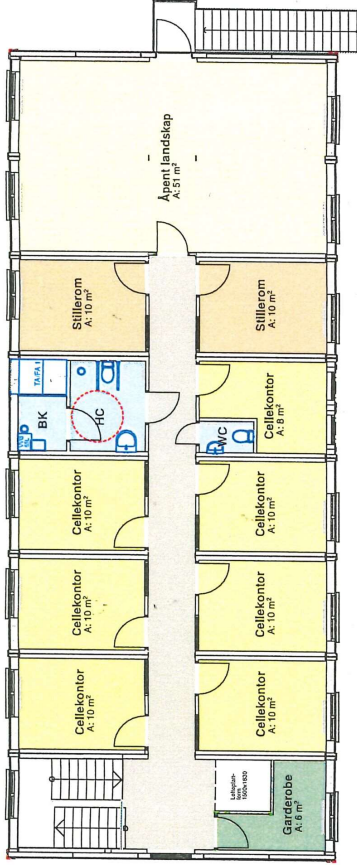 Åpent landskap
A: 51 m²
Stillerom
A: 10 m²
Stillerom
A: 10 m²
TA/FA 1
BK
HC
WC
Cellekontor
A: 8 m²
Cellekontor
A: 10 m²
Cellekontor
A: 10 m²
Cellekontor
A: 10 m²
Cellekontor
A: 10 m²
Cellekontor
A: 10 m²
Cellekontor
A: 10 m²
Garderobe
A: 6 m²